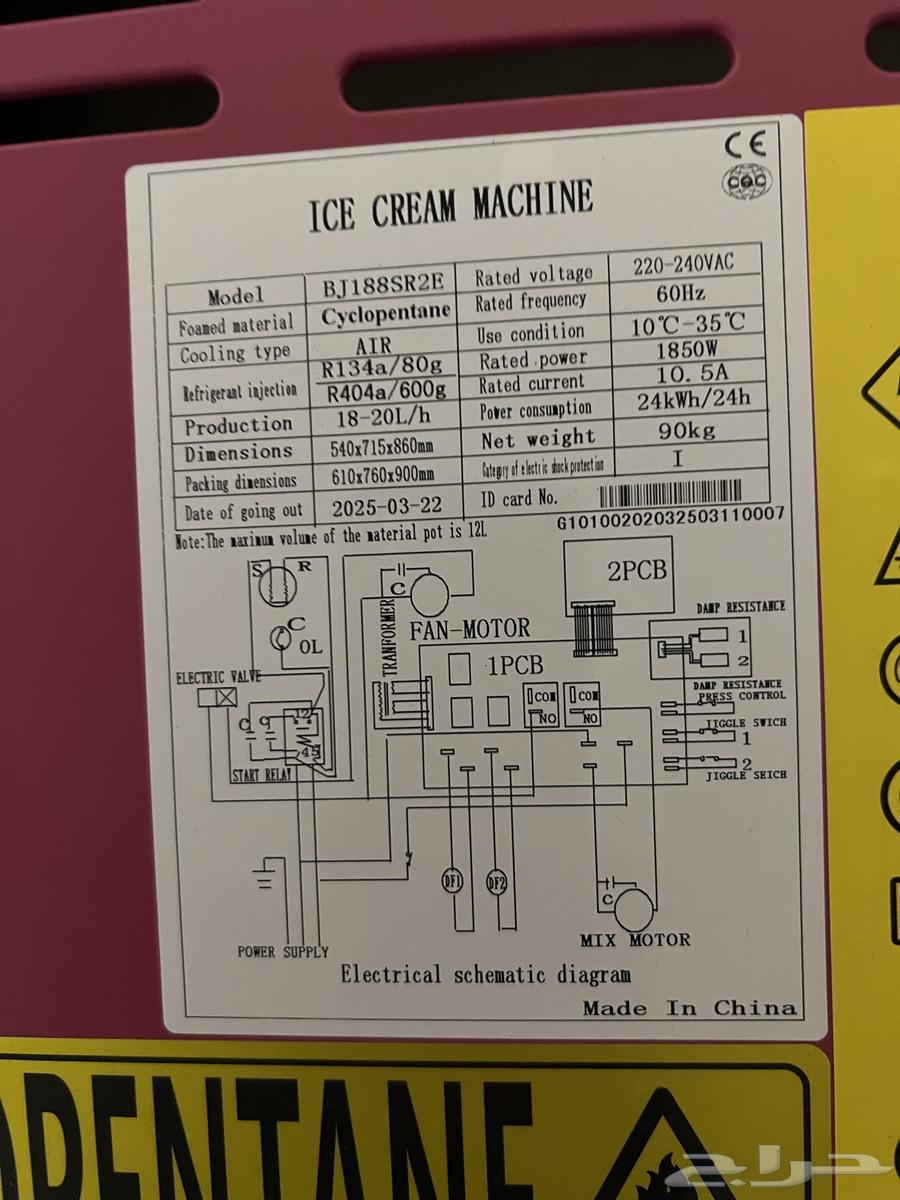 CE
CQC
ICE CREAM MACHINE
Model BJ188SR2E Rated voltage 220-240VAC
Foamed material Cyclopentane Rated frequency 60Hz
Cooling type AIR Use condition 10℃-35℃
Refrigerant injection R134a/80g Rated power 1850W
R404a/600g Rated current 10.5A
Production 18-20L/h Power consumption 24kWh/24h
Dimensions 540x715x860mm Net weight 90kg
Packing dimensions 610x760x900mm Category of electric shock protection I
Date of going out 2025-03-22 ID card No.
G10100202032503110007
Note:The maximum volume of the material pot is 12L
S R
C
2PCB
TRANFORMER
FAN-MOTOR
DAMP RESISTANCE
1
2
C
OL
1PCB
ELECTRIC VALVE
COM
NO
COM
NO
DAMP RESISTANCE
PRESS CONTROL
JIGGLE SWICH
1
2
JIGGLE SEICH
C C
12
45
START RELAY
DF1 DF2
C
MIX MOTOR
POWER SUPPLY
Electrical schematic diagram
Made In China
OPENTANE
حراج